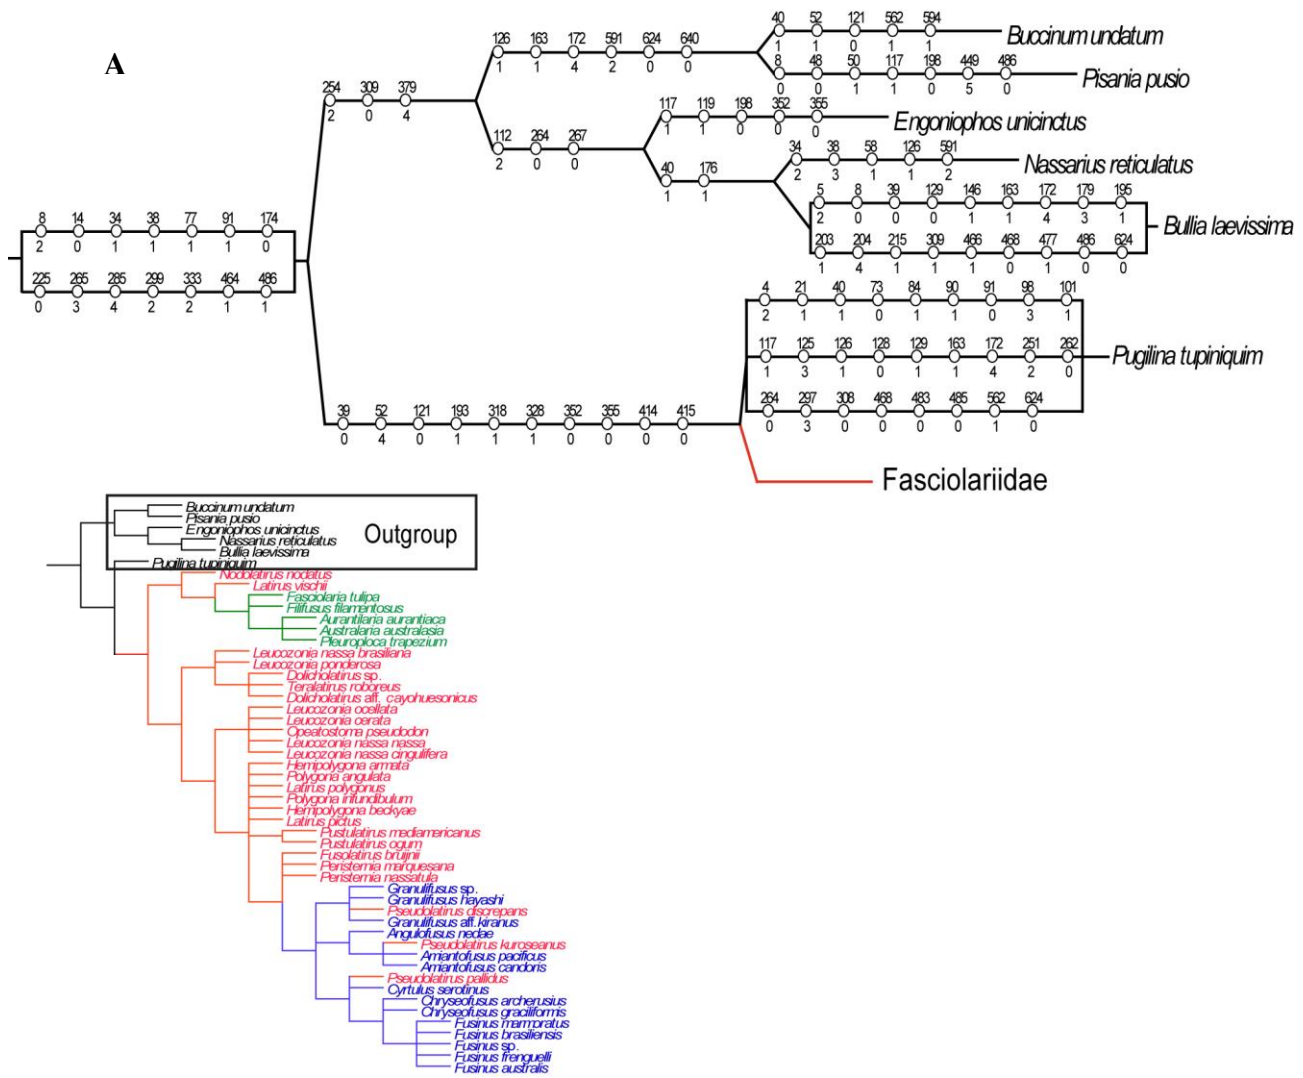 A
126 163 172 591 624 640
1 1 4 2 0 0
40 52 121 562 594
1 1 0 1 1
Buccinum undatum
8 48 50 117 198 449 486
0 0 1 1 0 5 0
Pisania pusio
254 309 379
2 0 4
117 119 198 352 355
1 1 0 0 0
Engoniophos unicinctus
112 264 267
2 0 0
34 38 58 126 591
2 3 1 1 2
Nassarius reticulatus
40 176
1 1
5 8 39 129 146 163 172 179 195
2 0 0 0 1 1 4 3 1
Bullia laevissima
203 204 215 309 466 468 477 486 624
1 4 1 1 1 0 1 0 0
8 14 34 38 77 91 174
2 0 1 1 1 1 0
225 265 285 299 333 464 486
0 3 4 2 2 1 1
4 21 40 73 84 90 91 98 101
2 1 1 0 1 1 0 3 1
117 125 126 128 129 163 172 251 262
1 3 1 0 1 1 4 2 0
Pugilina tupiniquim
264 297 308 468 483 485 562 624
0 3 0 0 0 0 1 0
39 52 121 193 318 328 352 355 414 415
0 4 0 1 1 1 0 0 0 0
Fasciolariidae
Buccinum undatum
Pisania pusio
Engoniophos unicinctus
Nassarius reticulatus
Bullia laevissima
Outgroup
Pugilina tupiniquim
Nodolatirus nodatus
Latirus vischii
Fasciolaria tulipa
Filifusus filamentosus
Aurantilaria aurantiaca
Australaria australasia
Pleuroploca trapezium
Leucozonia nassa brasiliana
Leucozonia ponderosa
Dolicholatirus sp.
Teralatirus roboreus
Dolicholatirus aff. cayohuesonicus
Leucozonia ocellata
Leucozonia cerata
Opeatostoma pseudodon
Leucozonia nassa nassa
Leucozonia nassa cingulifera
Hemipolygona armata
Polygona angulata
Latirus polygonus
Polygona infundibulum
Hemipolygona beckyae
Latirus pictus
Pustulatirus mediamericanus
Pustulatirus ogum
Fusolatirus bruijnii
Peristernia marquesana
Peristernia nassatula
Granulifusus sp.
Granulifusus hayashi
Pseudolatirus discrepans
Granulifusus aff. kiranus
Angulofusus nedae
Pseudolatirus kuroseanus
Amiantofusus pacificus
Amiantofusus candoris
Pseudolatirus pallidus
Cyrtulus serotinus
Chryseofusus archerusius
Chryseofusus graciliformis
Fusinus marmoratus
Fusinus brasiliensis
Fusinus sp.
Fusinus frenguelli
Fusinus australis